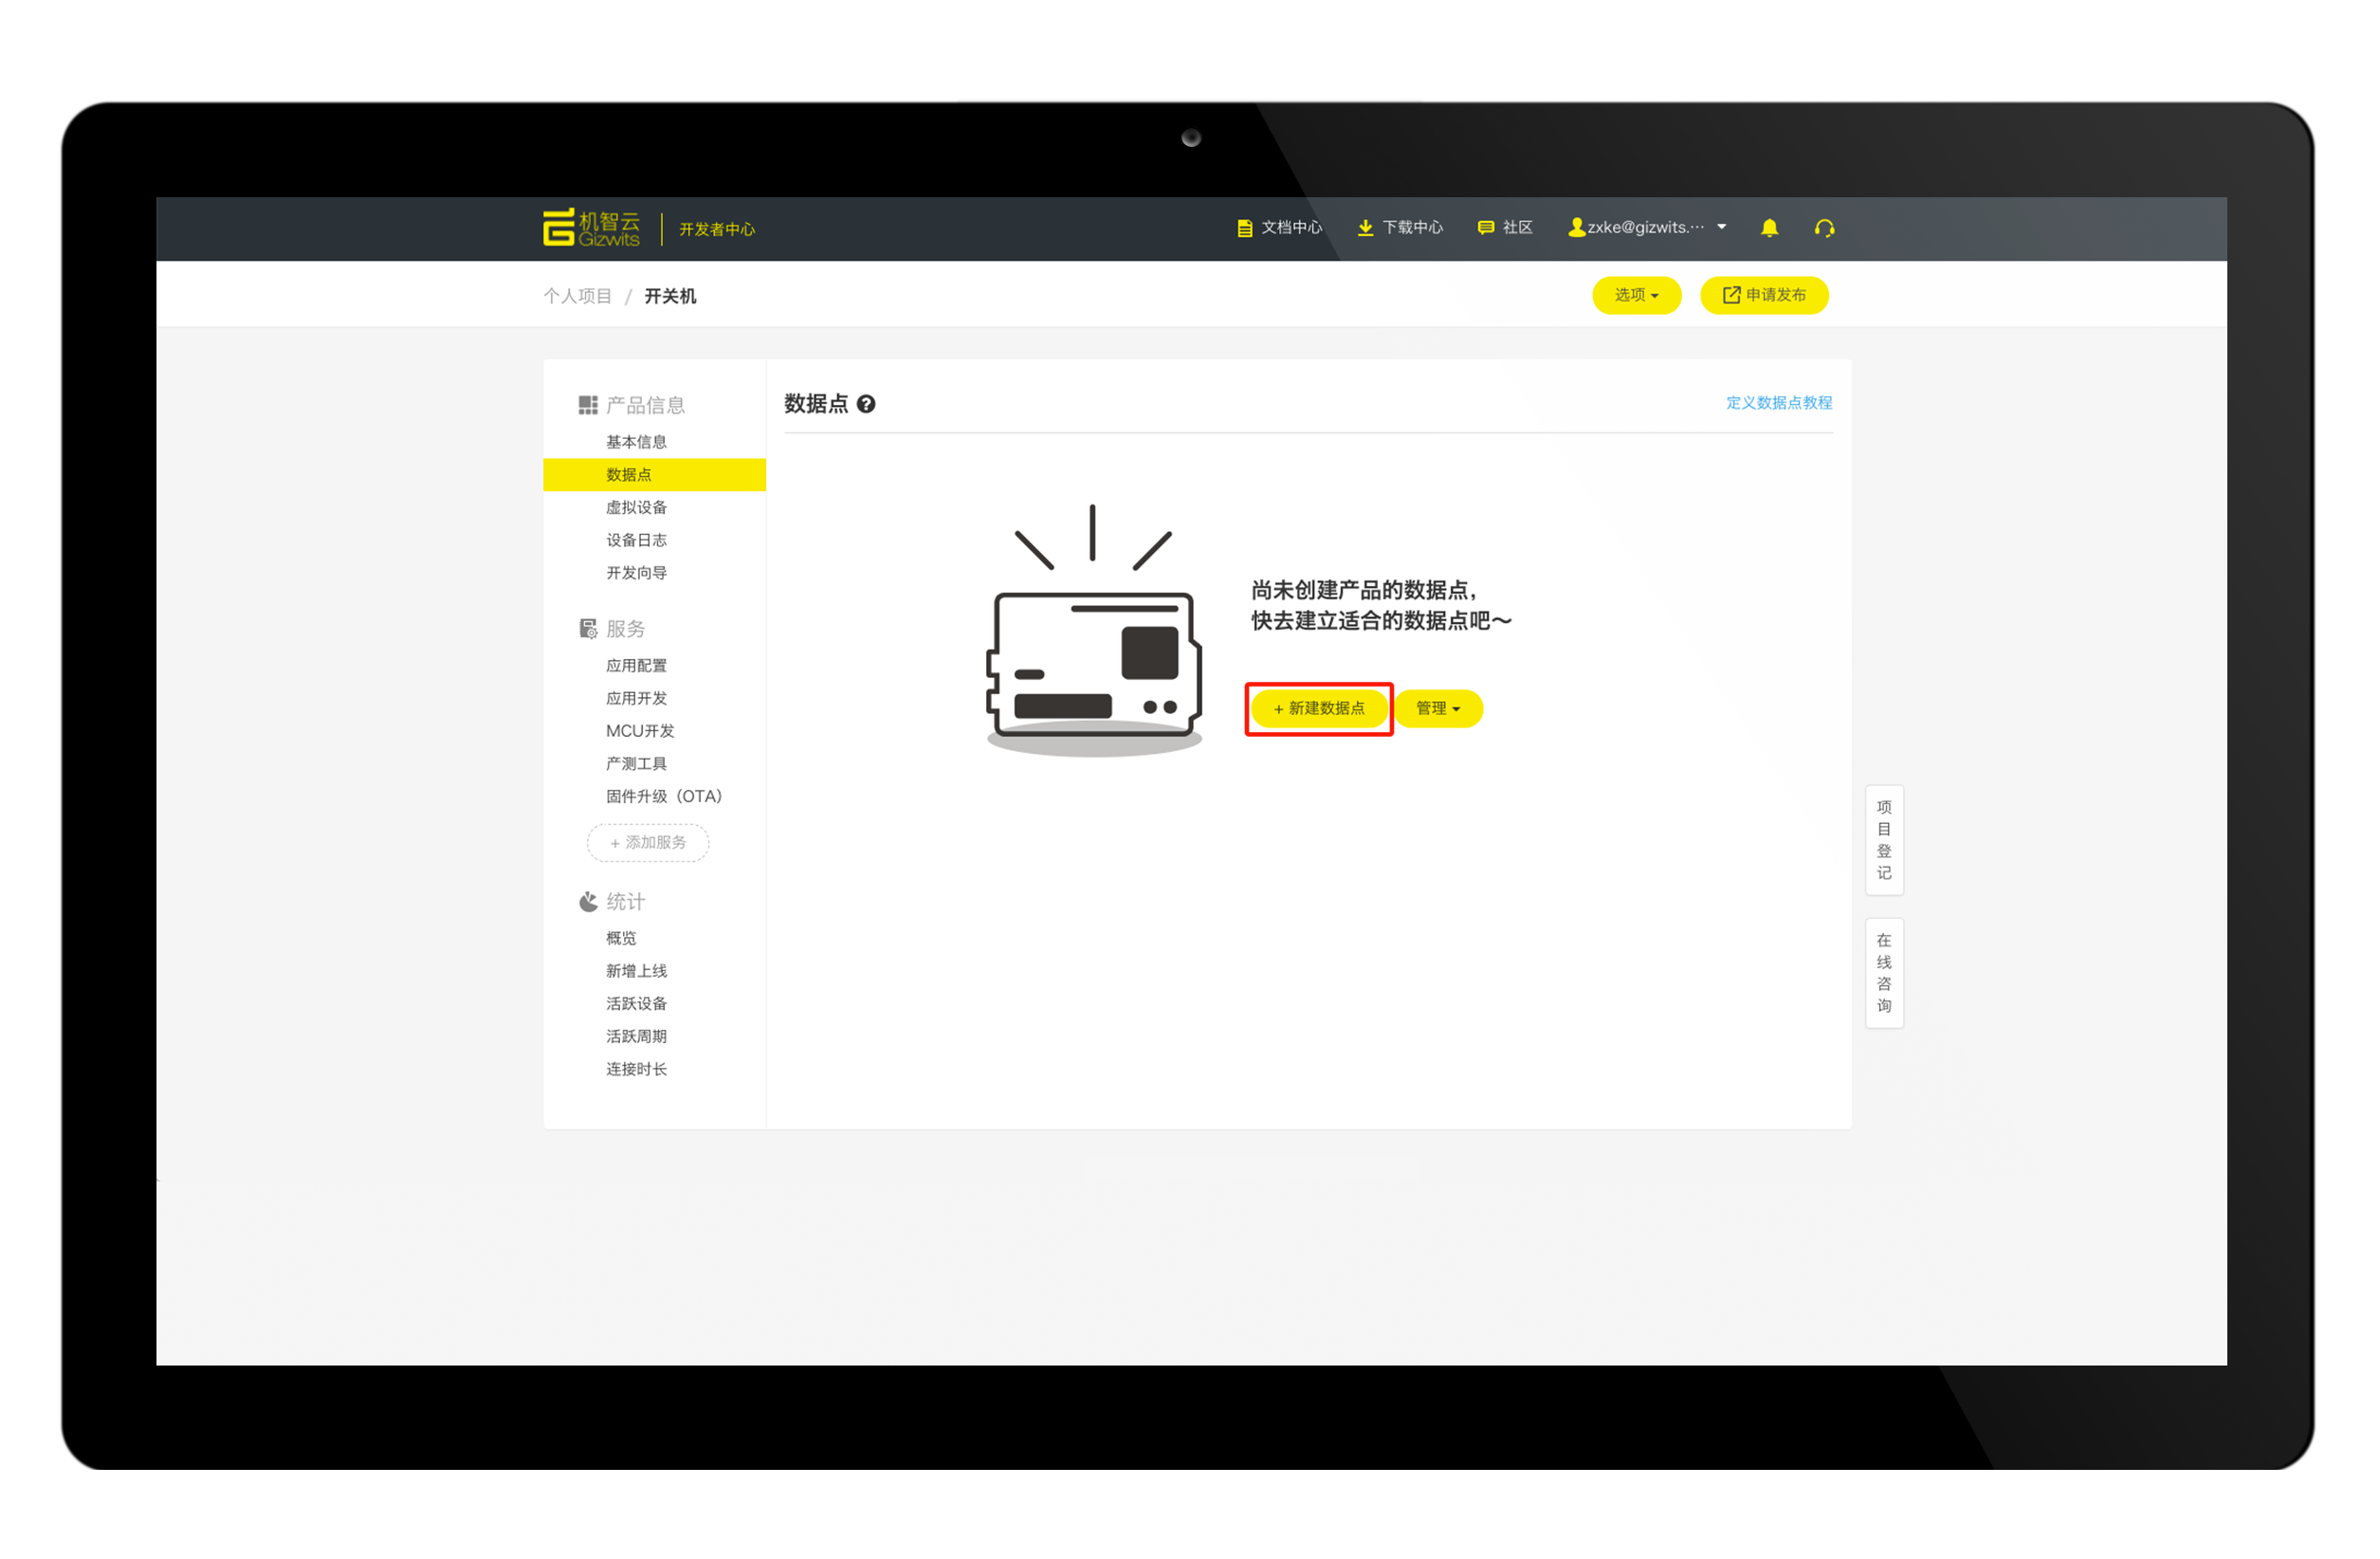 机智云
Gizwits
开发者中心
文档中心
下载中心
社区
zxke@gizwits.···
个人项目 / 开关机
选项
申请发布
产品信息
基本信息
数据点
虚拟设备
设备日志
开发向导
服务
应用配置
应用开发
MCU开发
产测工具
固件升级（OTA）
+ 添加服务
统计
概览
新增上线
活跃设备
活跃周期
连接时长
数据点
定义数据点教程
尚未创建产品的数据点，
快去建立适合的数据点吧～
+ 新建数据点
管理
项目登记
在线咨询